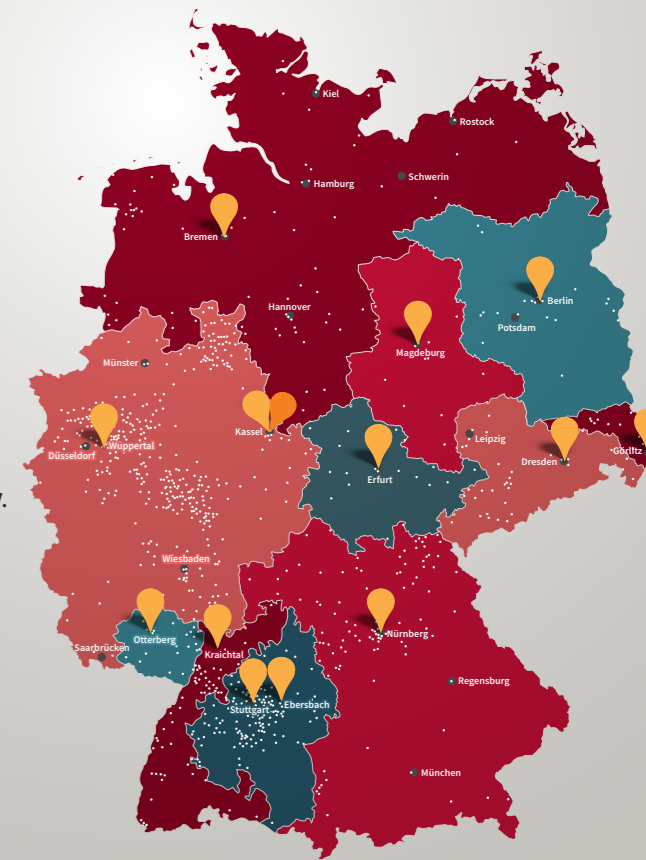 Kiel
Rostock
Schwerin
Hamburg
Bremen
Berlin
Hannover
Potsdam
Magdeburg
Münster
Kassel
Leipzig
Wuppertal
Düsseldorf
Görlitz
Dresden
Erfurt
Wiesbaden
Otterberg
Nürnberg
Saarbrücken
Kraichtal
Regensburg
Ebersbach
Stuttgart
München